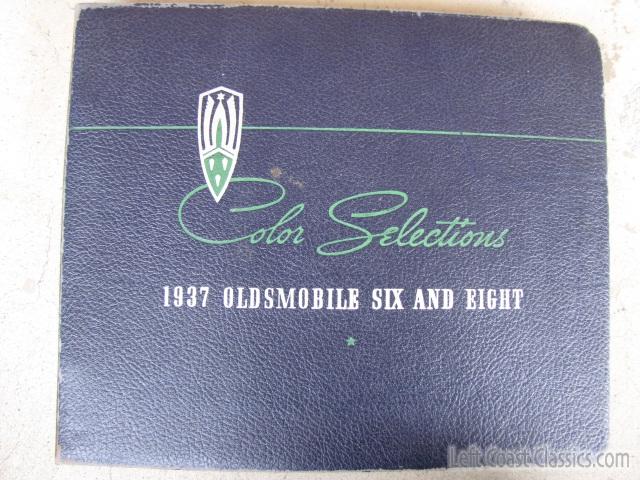 Color Selections
1937 OLDSMOBILE SIX AND EIGHT
Left Coast Classics.com